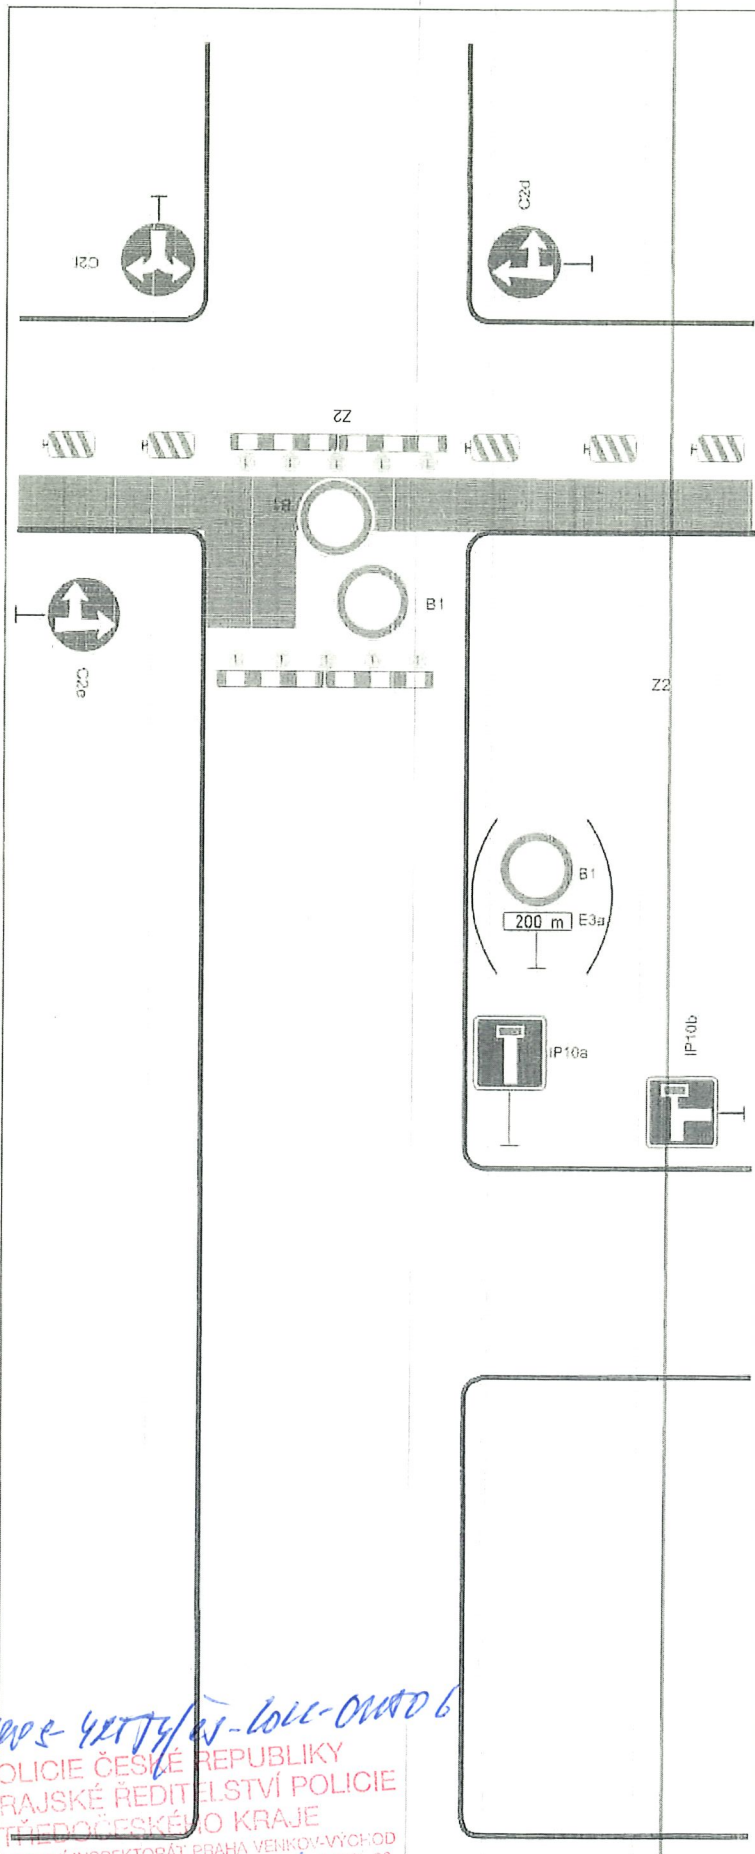 C2f
C2d
Z2
B1
B1
C2e
Z2
B1
200 m E3a
IP10a
IP10b
POLICIE ČESKÉ REPUBLIKY
KRAJSKÉ ŘEDITELSTVÍ POLICIE
STŘEDOČESKÉHO KRAJE
INSPEKTORÁT PRAHA VENKOV-VÝCHOD